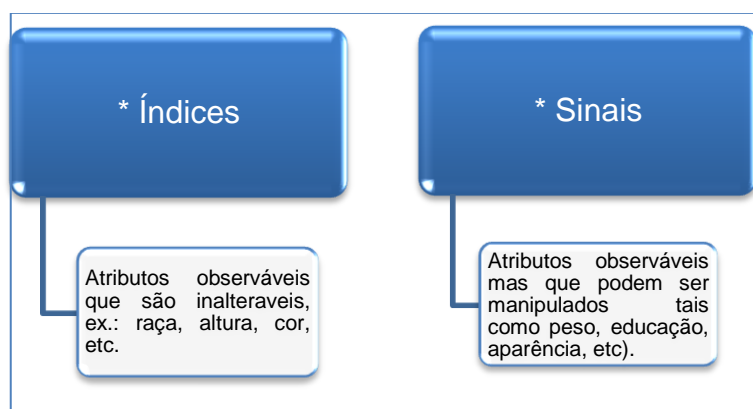 * Índices
Atributos observáveis
que são inalteraveis,
ex.: raça, altura, cor,
etc.
* Sinais
Atributos observáveis
mas que podem ser
manipulados tais
como peso, educação,
aparência, etc).